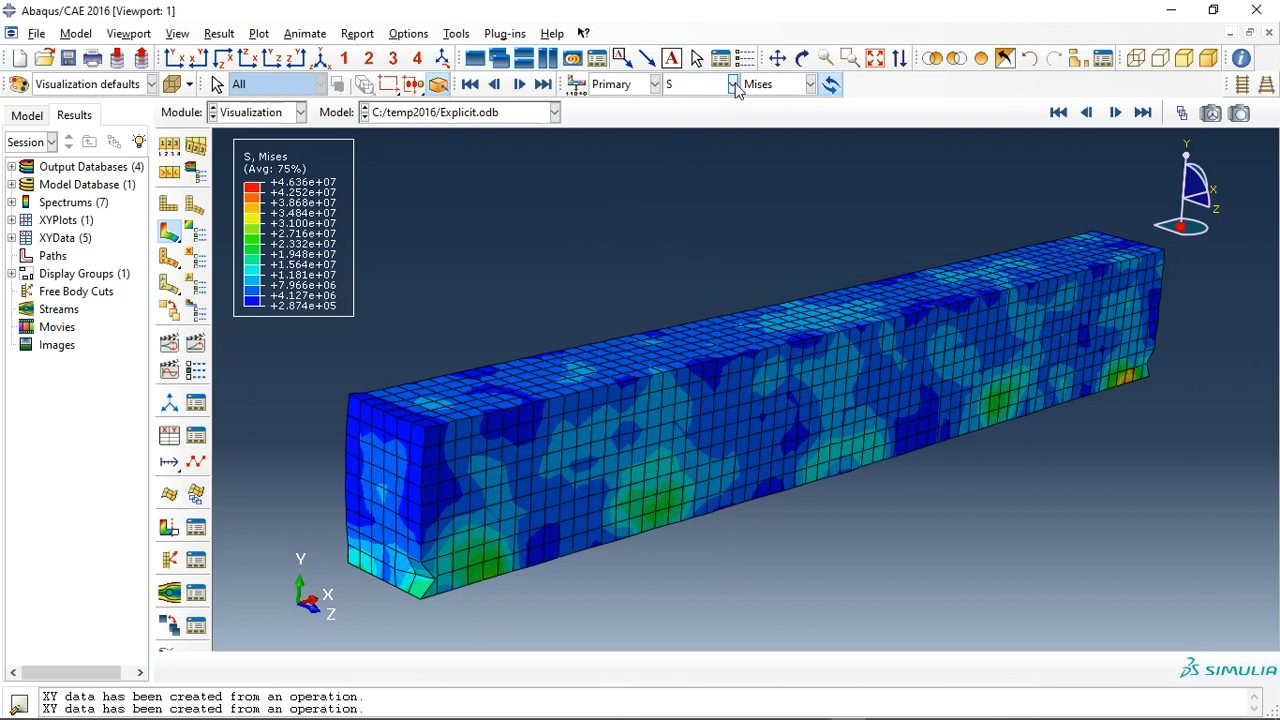 Abaqus/CAE 2016 [Viewport: 1]
File Model Viewport View Result Plot Animate Report Options Tools Plug-ins Help
1 2 3 4 A
Visualization defaults All Primary S Mises
Model Results Module: Visualization Model: C:/temp2016/Explicit.odb
Session
Output Databases (4)
Model Database (1)
Spectrums (7)
XYPlots (1)
XYData (5)
Paths
Display Groups (1)
Free Body Cuts
Streams
Movies
Images
S, Mises
(Avg: 75%)
+4.636e+07
+4.252e+07
+3.868e+07
+3.484e+07
+3.100e+07
+2.716e+07
+2.332e+07
+1.948e+07
+1.564e+07
+1.181e+07
+7.966e+06
+4.127e+06
+2.874e+05
Y
X
Z
Y
X
Z
SIMULIA
XY data has been created from an operation.
XY data has been created from an operation.